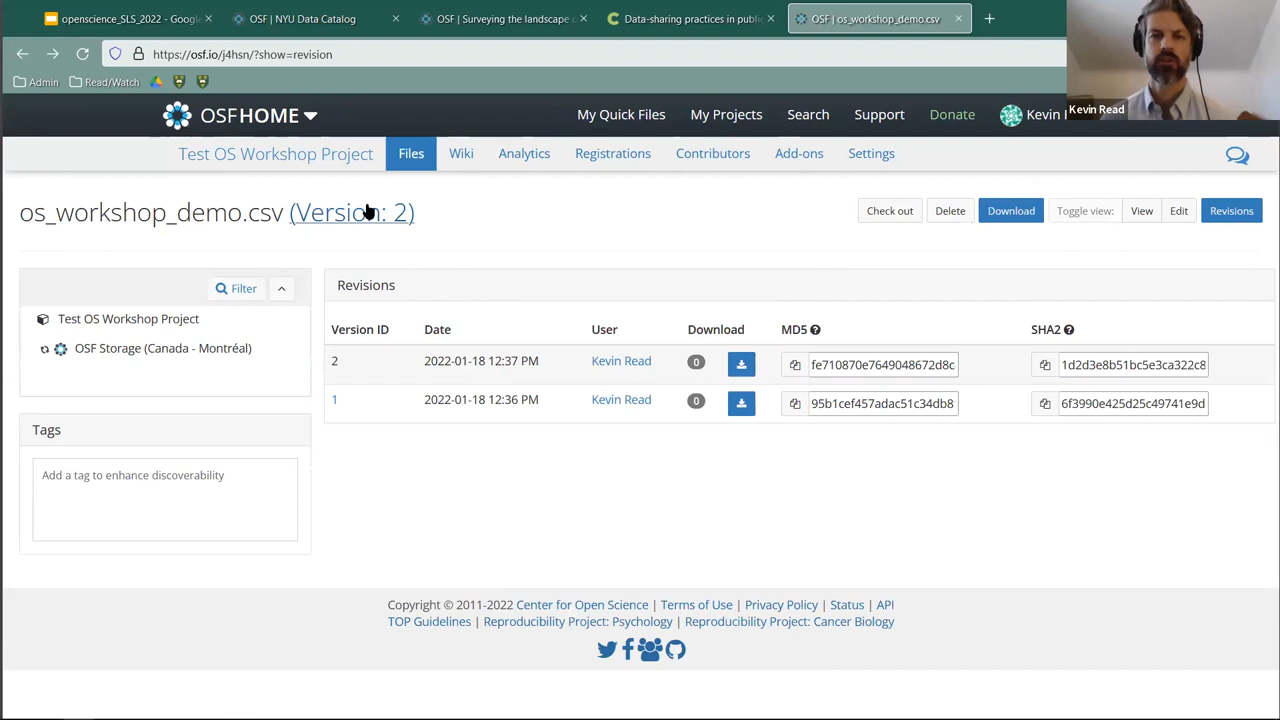 openscience_SLS_2022 - Google
OSF | NYU Data Catalog
OSF | Surveying the landscape
Data-sharing practices in publi
OSF | os_workshop_demo.csv
https://osf.io/j4hsn/?show=revision
Admin
Read/Watch
Kevin Read
OSFHOME
My Quick Files
My Projects
Search
Support
Donate
Kevin
Test OS Workshop Project
Files
Wiki
Analytics
Registrations
Contributors
Add-ons
Settings
os_workshop_demo.csv (Version: 2)
Check out
Delete
Download
Toggle view:
View
Edit
Revisions
Filter
Test OS Workshop Project
OSF Storage (Canada - Montréal)
Tags
Add a tag to enhance discoverability
Revisions
Version ID Date User Download MD5 SHA2
2 2022-01-18 12:37 PM Kevin Read 0 fe710870e7649048672d8c 1d2d3e8b51bc5e3ca322c8
1 2022-01-18 12:36 PM Kevin Read 0 95b1cef457adac51c34db8 6f3990e425d25c49741e9d
Copyright © 2011-2022 Center for Open Science | Terms of Use | Privacy Policy | Status | API
TOP Guidelines | Reproducibility Project: Psychology | Reproducibility Project: Cancer Biology